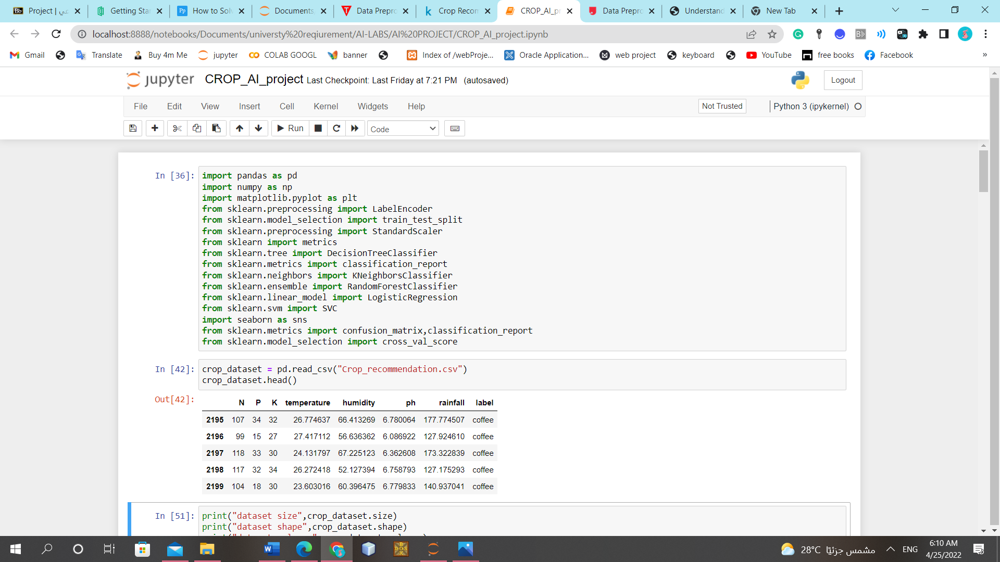 Project | عي
Getting Star
How to Solv
Documents/
Data Prepro
Crop Recom
CROP_AI_pr
Data Prepro
Understand
New Tab
localhost:8888/notebooks/Documents/universty%20reqiurement/AI-LABS/AI%20PROJECT/CROP_AI_project.ipynb
Gmail
Translate
Buy 4m Me
jupyter
COLAB GOOGL
banner
Index of /webProje...
Oracle Application...
web project
keyboard
YouTube
free books
Facebook
»
jupyter CROP_AI_project Last Checkpoint: Last Friday at 7:21 PM (autosaved)
Logout
File Edit View Insert Cell Kernel Widgets Help
Not Trusted
Python 3 (ipykernel)
Run
Code
In [36]: import pandas as pd
import numpy as np
import matplotlib.pyplot as plt
from sklearn.preprocessing import LabelEncoder
from sklearn.model_selection import train_test_split
from sklearn.preprocessing import StandardScaler
from sklearn import metrics
from sklearn.tree import DecisionTreeClassifier
from sklearn.metrics import classification_report
from sklearn.neighbors import KNeighborsClassifier
from sklearn.ensemble import RandomForestClassifier
from sklearn.linear_model import LogisticRegression
from sklearn.svm import SVC
import seaborn as sns
from sklearn.metrics import confusion_matrix,classification_report
from sklearn.model_selection import cross_val_score
In [42]: crop_dataset = pd.read_csv("Crop_recommendation.csv")
crop_dataset.head()
Out[42]:
N P K temperature humidity ph rainfall label
2195 107 34 32 26.774637 66.413269 6.780064 177.774507 coffee
2196 99 15 27 27.417112 56.636362 6.086922 127.924610 coffee
2197 118 33 30 24.131797 67.225123 6.362608 173.322839 coffee
2198 117 32 34 26.272418 52.127394 6.758793 127.175293 coffee
2199 104 18 30 23.603016 60.396475 6.779833 140.937041 coffee
In [51]: print("dataset size",crop_dataset.size)
print("dataset shape",crop_dataset.shape)
28°C مشمس جزئيًا
ENG
6:10 AM
4/25/2022